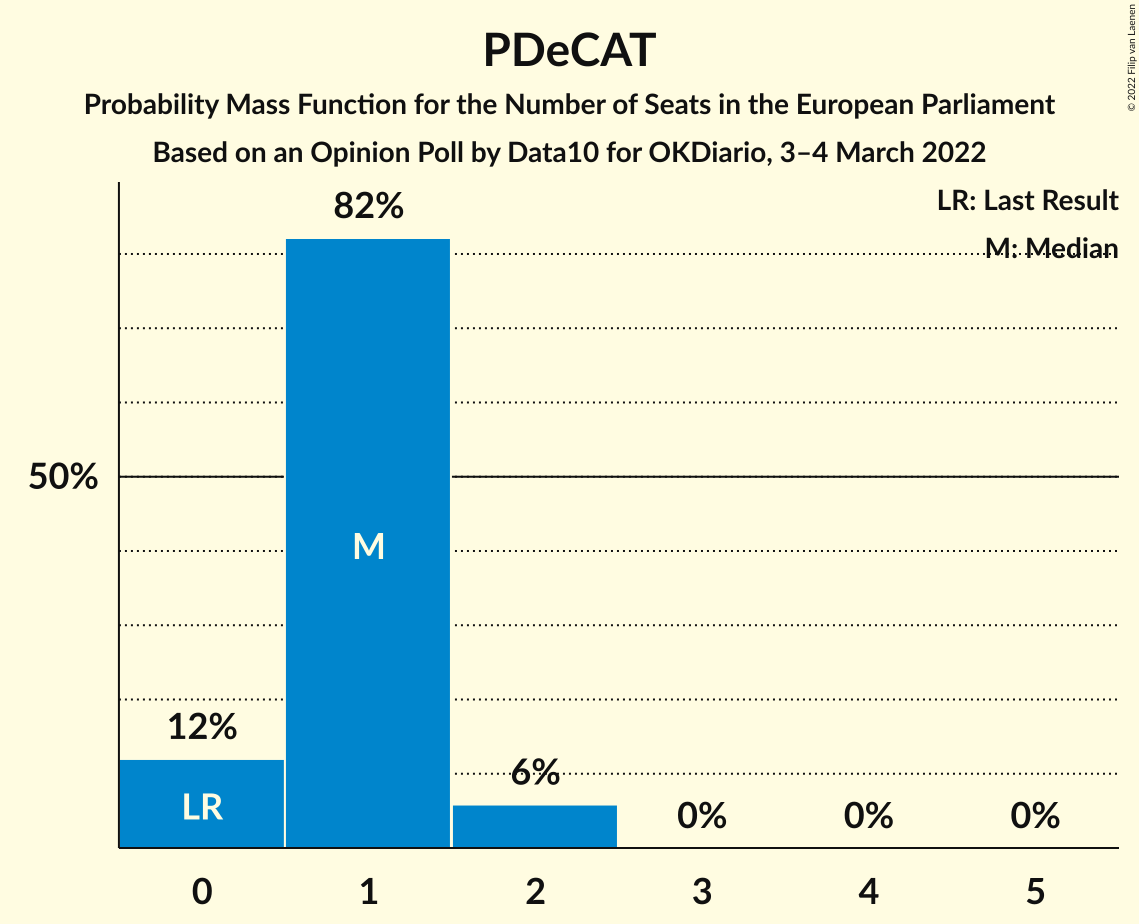 PDeCAT
Probability Mass Function for the Number of Seats in the European Parliament
Based on an Opinion Poll by Data10 for OKDiario, 3–4 March 2022
© 2022 Filip van Laenen
LR: Last Result
M: Median
82%
50%
M
12%
LR
6%
0%
0%
0%
0 1 2 3 4 5